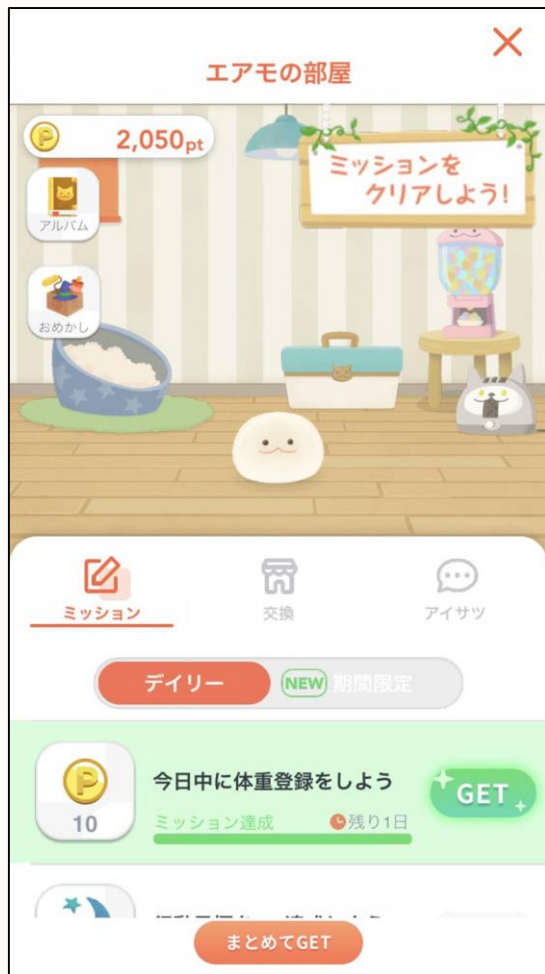 エアモの部屋
2,050pt
ミッションを
クリアしよう!
アルバム
おめかし
ミッション
交換
アイサツ
デイリー
NEW 期間限定
今日中に体重登録をしよう
GET
10
ミッション達成
残り1日
まとめてGET